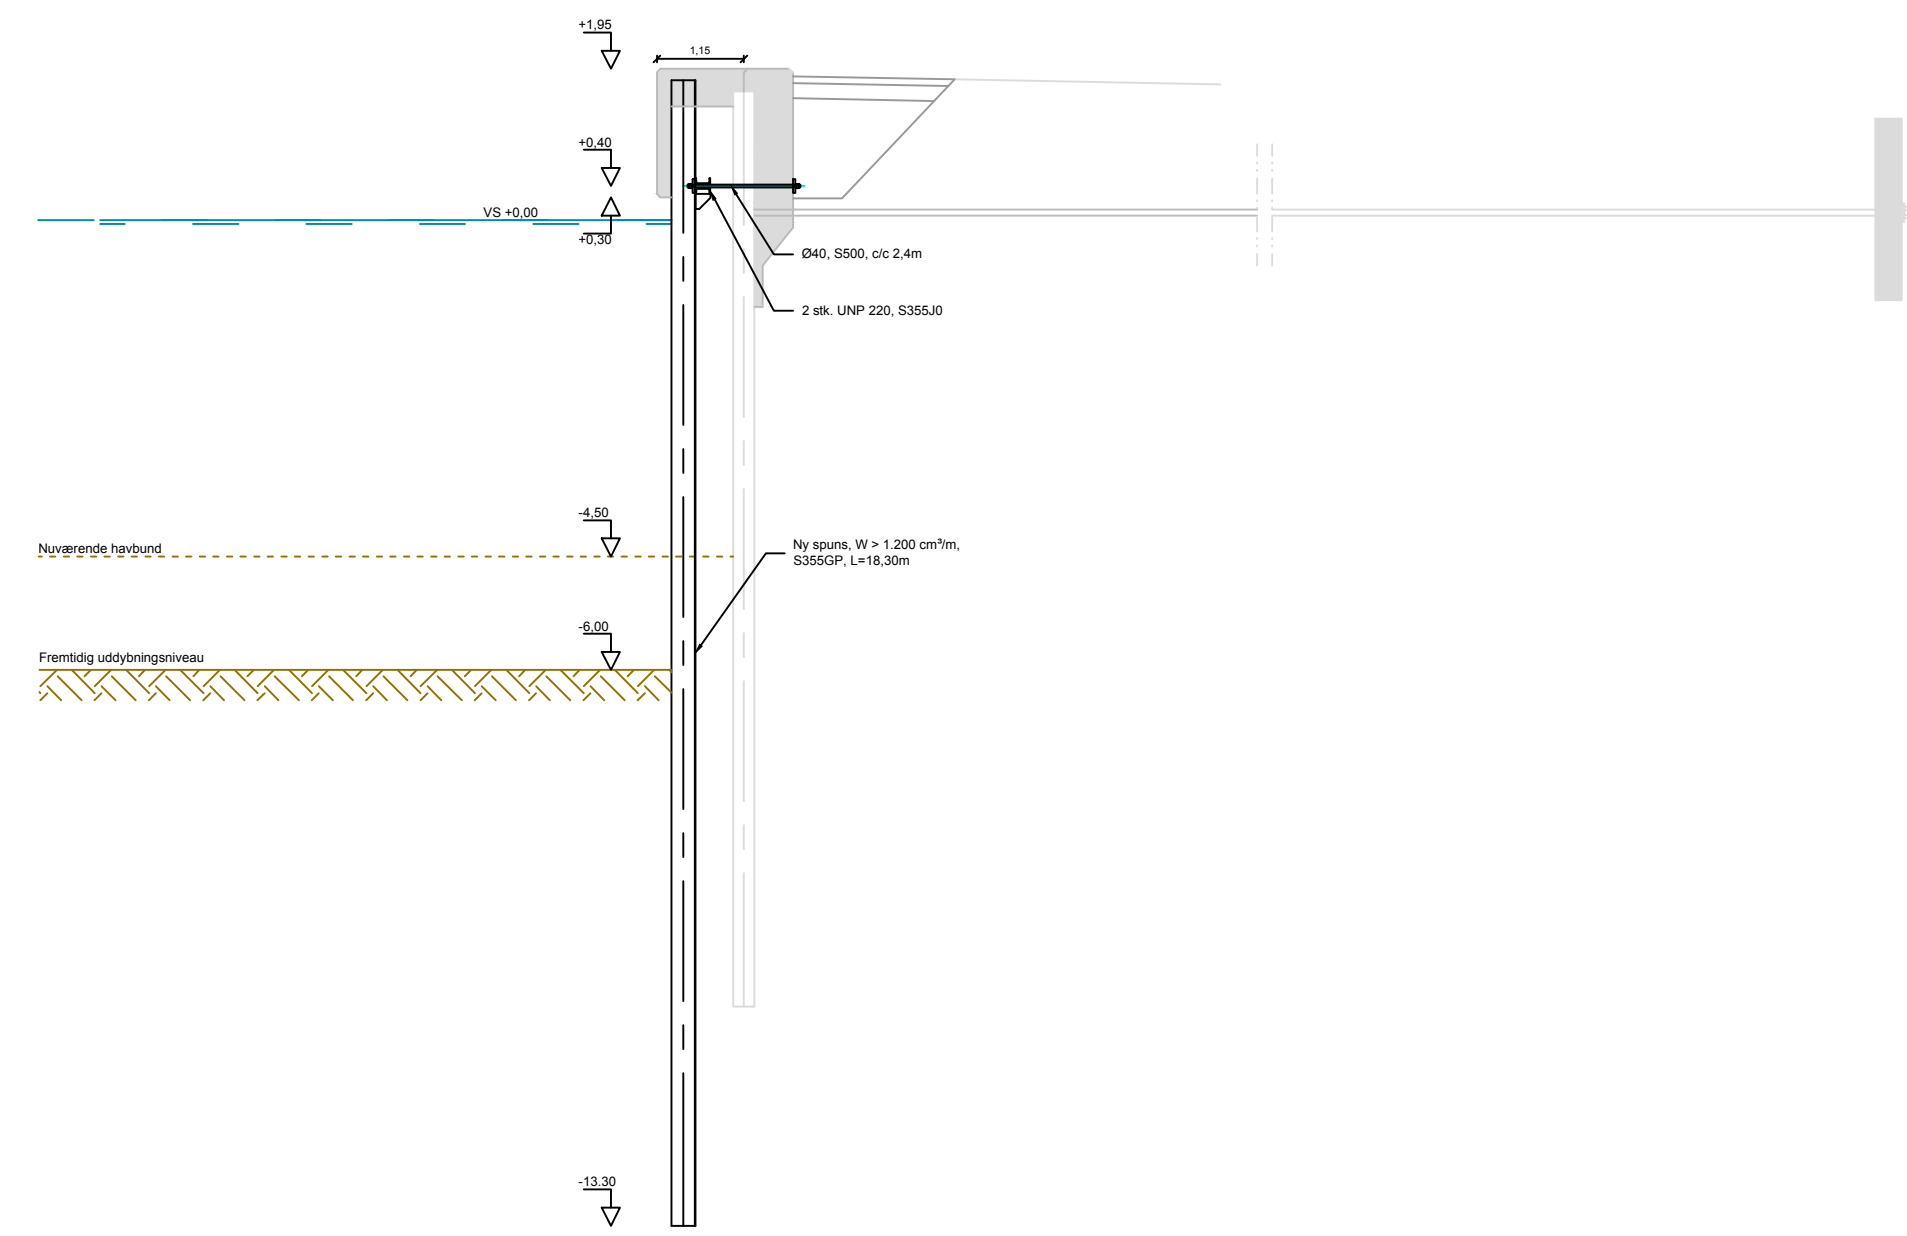 +1,95
1,15
+0,40
VS +0,00
+0,30
Ø40, S500, c/c 2,4m
2 stk. UNP 220, S355J0
-4,50
Nuværende havbund
Ny spuns, W > 1.200 cm³/m,
S355GP, L=18,30m
-6,00
Fremtidig uddybningsniveau
-13.30